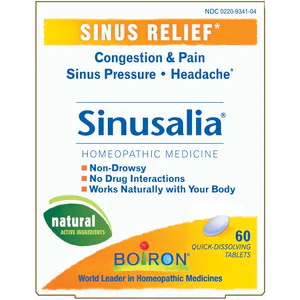 NDC 0220-9341-04
SINUS RELIEF*
Congestion & Pain
Sinus Pressure • Headache*
Sinusalia®
HOMEOPATHIC MEDICINE
Non-Drowsy
No Drug Interactions
Works Naturally with Your Body
natural
ACTIVE INGREDIENTS
60
QUICK-DISSOLVING
TABLETS
BOIRON®
World Leader in Homeopathic Medicines